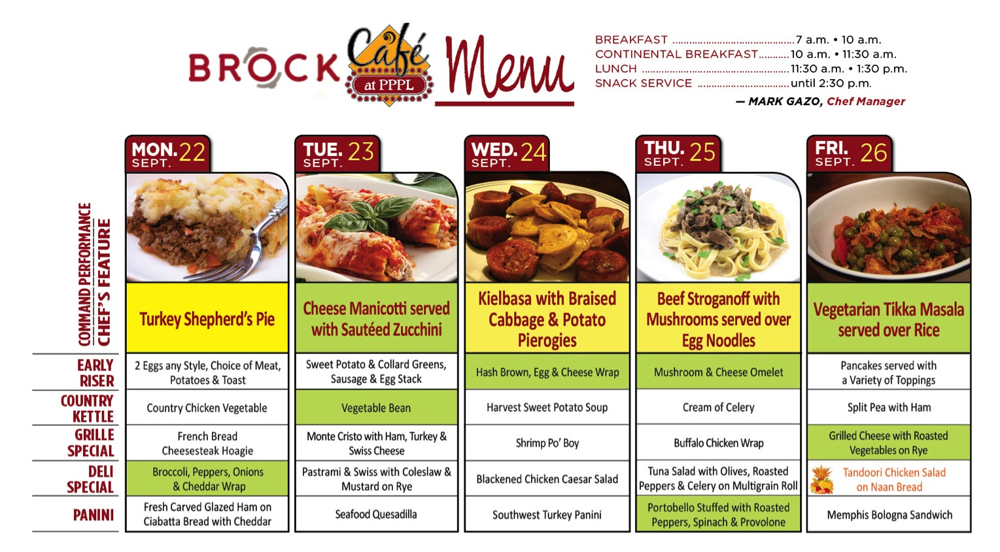 BROCK
Café
at PPPL
Menu
BREAKFAST ..........................................7 a.m. • 10 a.m.
CONTINENTAL BREAKFAST...........10 a.m. • 11:30 a.m.
LUNCH ...................................................11:30 a.m. • 1:30 p.m.
SNACK SERVICE ................................until 2:30 p.m.
— MARK GAZO, Chef Manager
MON. 22
SEPT.
TUE. 23
SEPT.
WED. 24
SEPT.
THU. 25
SEPT.
FRI. 26
SEPT.
COMMAND PERFORMANCE
CHEF'S FEATURE
Turkey Shepherd's Pie
Cheese Manicotti served
with Sautéed Zucchini
Kielbasa with Braised
Cabbage & Potato
Pierogies
Beef Stroganoff with
Mushrooms served over
Egg Noodles
Vegetarian Tikka Masala
served over Rice
EARLY
RISER
2 Eggs any Style, Choice of Meat,
Potatoes & Toast
Sweet Potato & Collard Greens,
Sausage & Egg Stack
Hash Brown, Egg & Cheese Wrap
Mushroom & Cheese Omelet
Pancakes served with
a Variety of Toppings
COUNTRY
KETTLE
Country Chicken Vegetable
Vegetable Bean
Harvest Sweet Potato Soup
Cream of Celery
Split Pea with Ham
GRILLE
SPECIAL
French Bread
Cheesesteak Hoagie
Monte Cristo with Ham, Turkey &
Swiss Cheese
Shrimp Po' Boy
Buffalo Chicken Wrap
Grilled Cheese with Roasted
Vegetables on Rye
DELI
SPECIAL
Broccoli, Peppers, Onions
& Cheddar Wrap
Pastrami & Swiss with Coleslaw &
Mustard on Rye
Blackened Chicken Caesar Salad
Tuna Salad with Olives, Roasted
Peppers & Celery on Multigrain Roll
Tandoori Chicken Salad
on Naan Bread
PANINI
Fresh Carved Glazed Ham on
Ciabatta Bread with Cheddar
Seafood Quesadilla
Southwest Turkey Panini
Portobello Stuffed with Roasted
Peppers, Spinach & Provolone
Memphis Bologna Sandwich